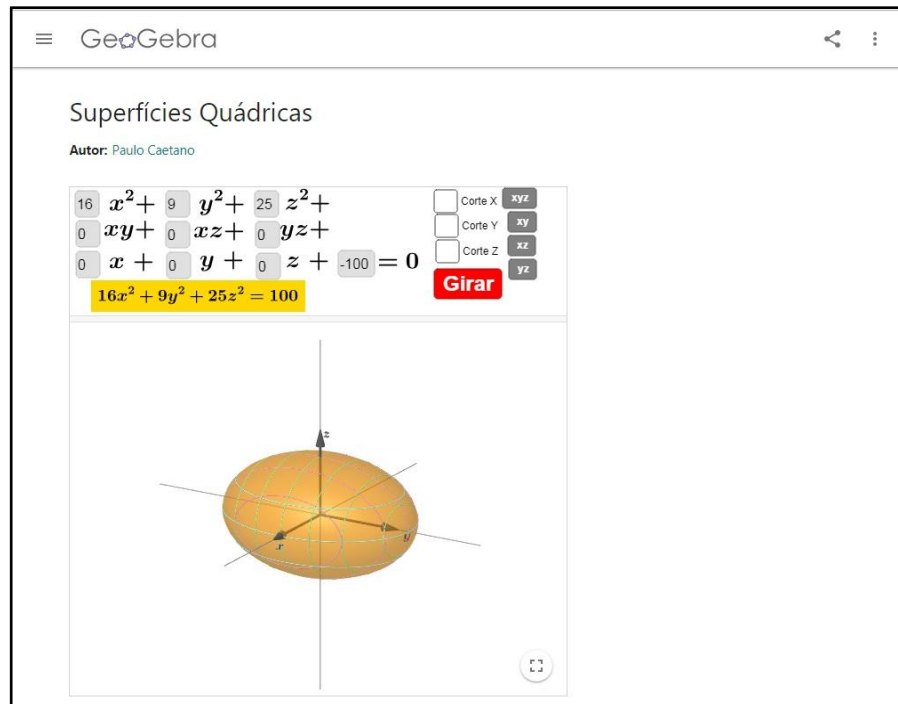 GeoGebra
Superfícies Quádricas
Autor: Paulo Caetano
16 x²+ 9 y²+ 25 z²+
0 xy+ 0 xz+ 0 yz+
0 x + 0 y + 0 z + -100 = 0
16x² + 9y² + 25z² = 100
Corte X xyz
Corte Y xy
Corte Z xz
yz
Girar
z
x
y